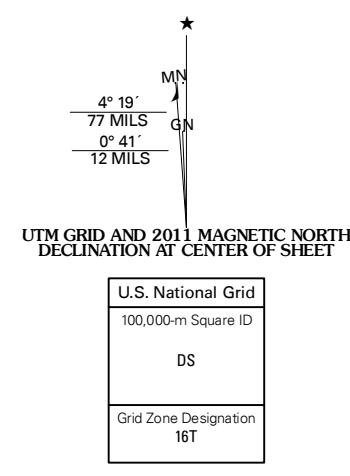 ★
MN
4° 19´
77 MILS
GN
0° 41´
12 MILS
UTM GRID AND 2011 MAGNETIC NORTH
DECLINATION AT CENTER OF SHEET
U.S. National Grid
100,000-m Square ID
DS
Grid Zone Designation
16T